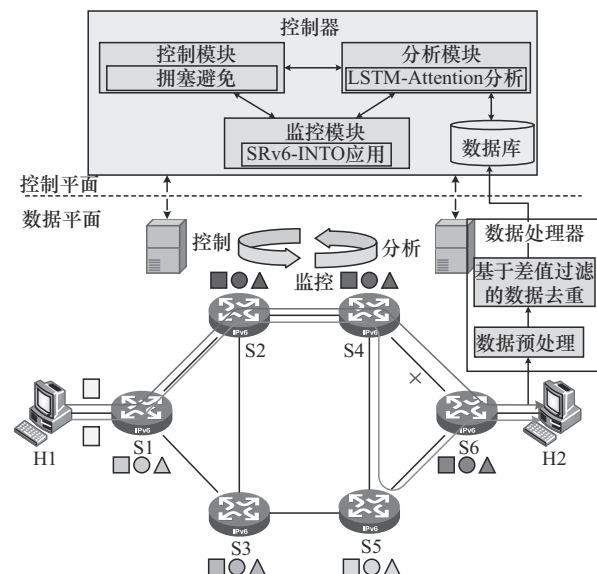 控制器
控制模块
拥塞避免
分析模块
LSTM-Attention分析
监控模块
SRv6-INTO应用
数据库
控制平面
数据平面
控制
分析
监控
数据处理器
基于差值过滤
的数据去重
数据预处理
IPv6
S2
IPv6
S4
×
H1
IPv6
S1
IPv6
S6
H2
IPv6
S3
IPv6
S5